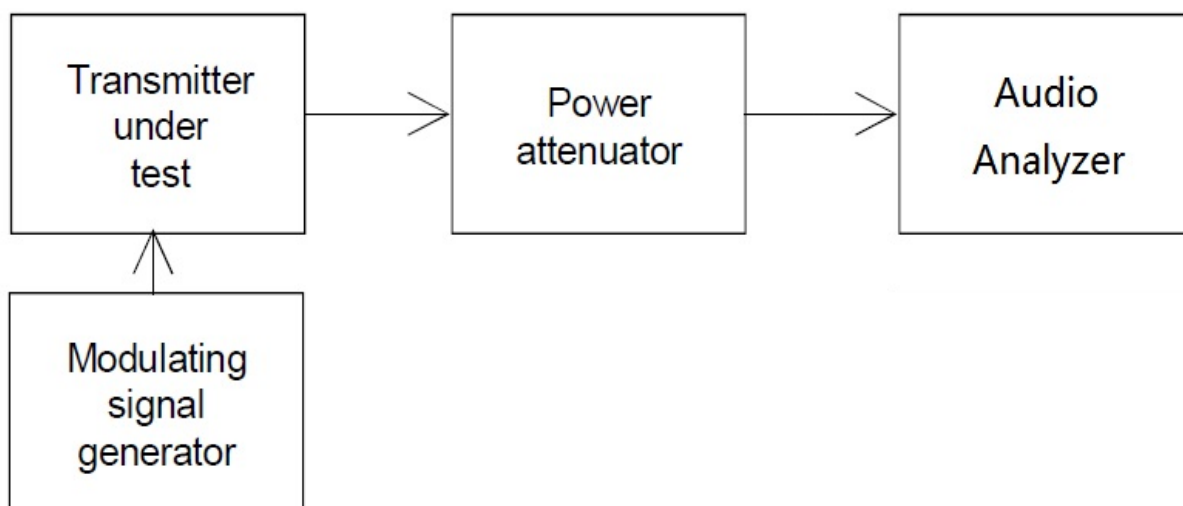 Transmitter
under
test
Power
attenuator
Audio
Analyzer
Modulating
signal
generator